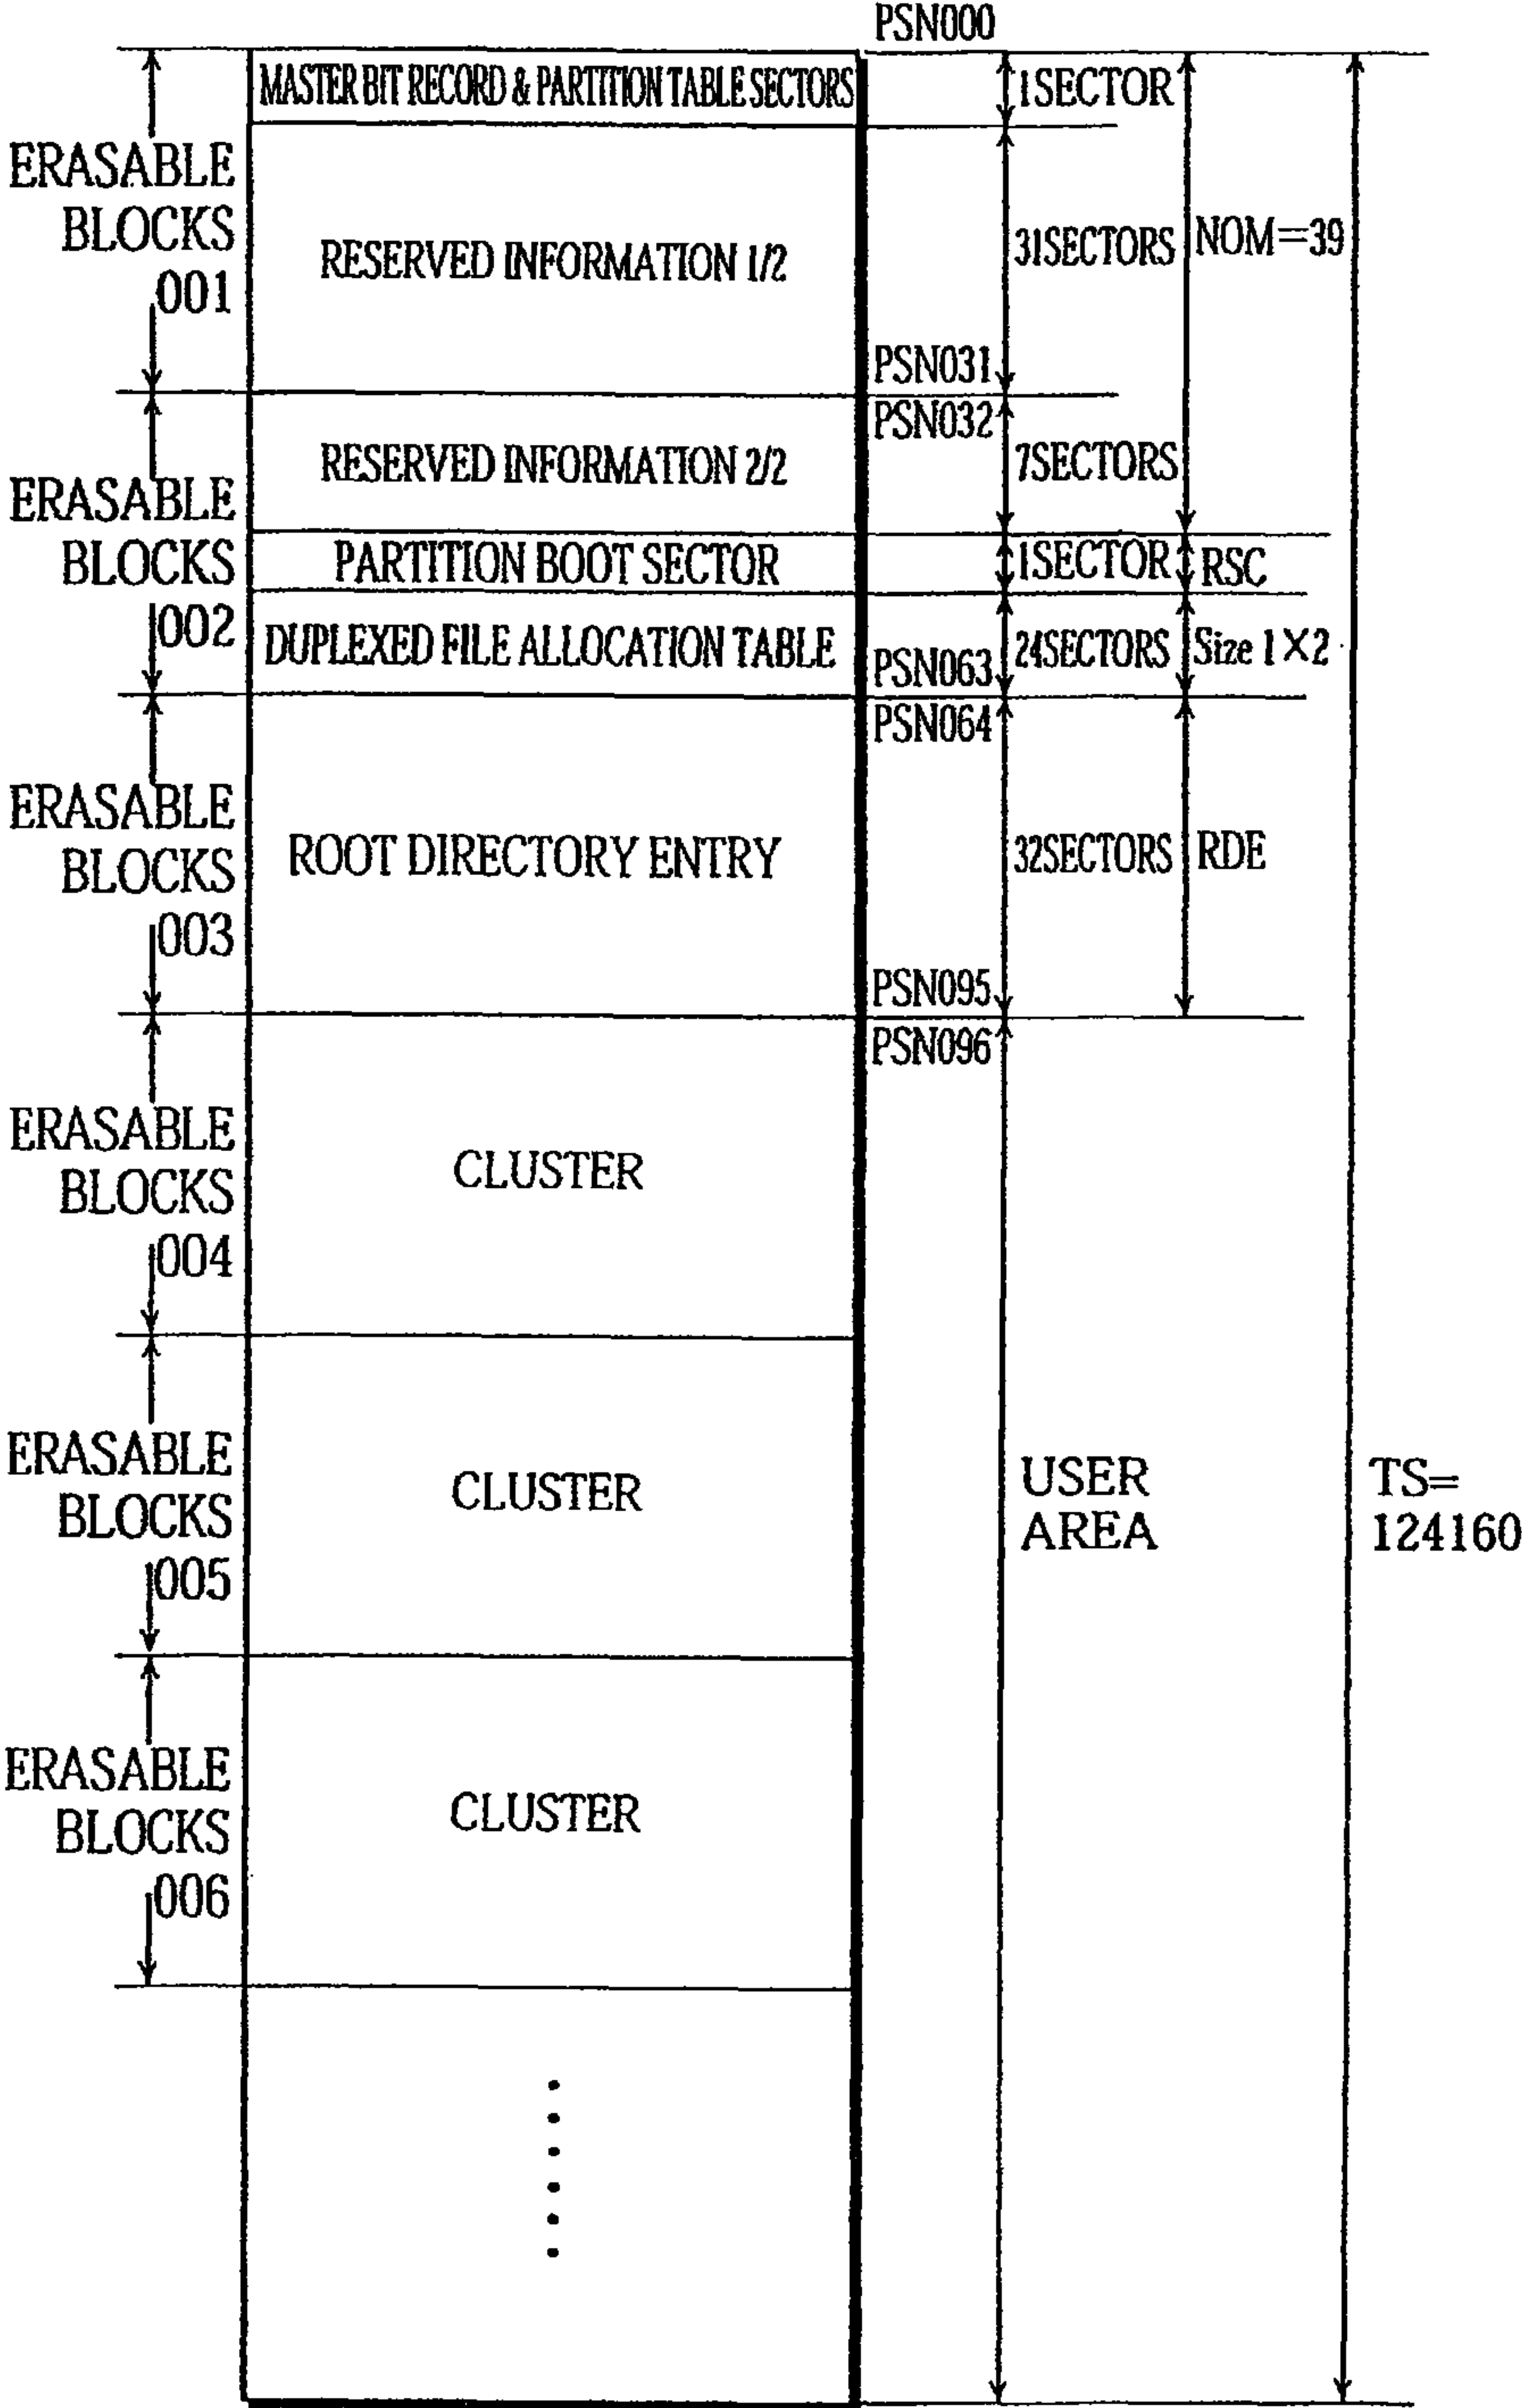 PSN000
MASTER BIT RECORD & PARTITION TABLE SECTORS
1SECTOR
ERASABLE
BLOCKS
001
RESERVED INFORMATION 1/2
31SECTORS
NOM=39
PSN031
PSN032
RESERVED INFORMATION 2/2
7SECTORS
ERASABLE
BLOCKS
002
PARTITION BOOT SECTOR
1SECTOR
RSC
DUPLEXED FILE ALLOCATION TABLE
PSN063
24SECTORS
Size 1×2
PSN064
ERASABLE
BLOCKS
003
ROOT DIRECTORY ENTRY
32SECTORS
RDE
PSN095
PSN096
ERASABLE
BLOCKS
004
CLUSTER
ERASABLE
BLOCKS
005
CLUSTER
USER
AREA
TS=
124160
ERASABLE
BLOCKS
006
CLUSTER